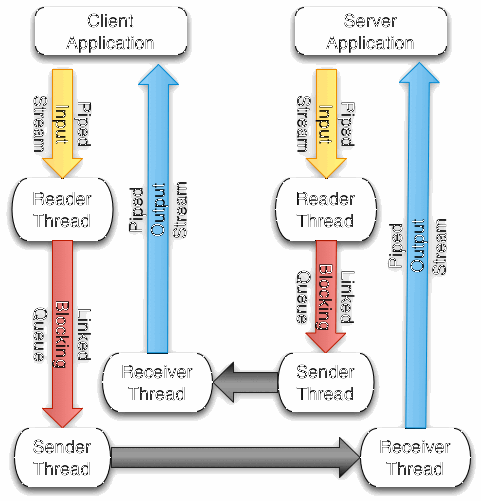 Client
Application
Server
Application
Piped
Input
Stream
Piped
Input
Stream
Reader
Thread
Piped
Output
Stream
Reader
Thread
Piped
Output
Stream
Linked
Blocking
Queue
Linked
Blocking
Queue
Receiver
Thread
Sender
Thread
Sender
Thread
Receiver
Thread